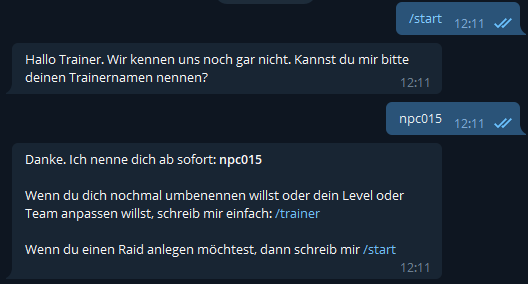 /start
12:11
Hallo Trainer. Wir kennen uns noch gar nicht. Kannst du mir bitte
deinen Trainernamen nennen?
12:11
npc015
12:11
Danke. Ich nenne dich ab sofort: npc015
Wenn du dich nochmal umbenennen willst oder dein Level oder
Team anpassen willst, schreib mir einfach: /trainer
Wenn du einen Raid anlegen möchtest, dann schreib mir /start
12:11